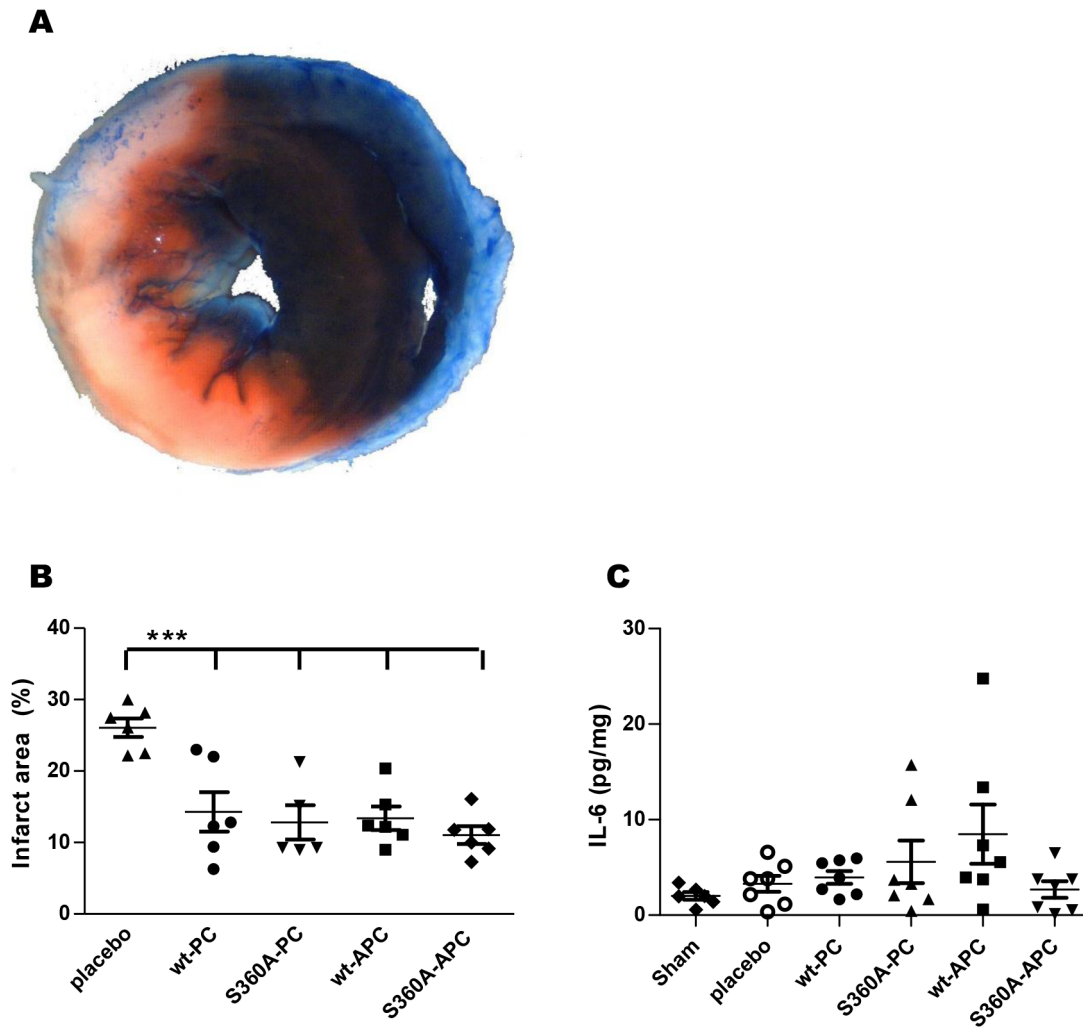 A
B
40
30
20
10
0
Infarct area (%)
***
placebo
wt-PC
S360A-PC
wt-APC
S360A-APC
C
30
20
10
0
IL-6 (pg/mg)
Sham
placebo
wt-PC
S360A-PC
wt-APC
S360A-APC